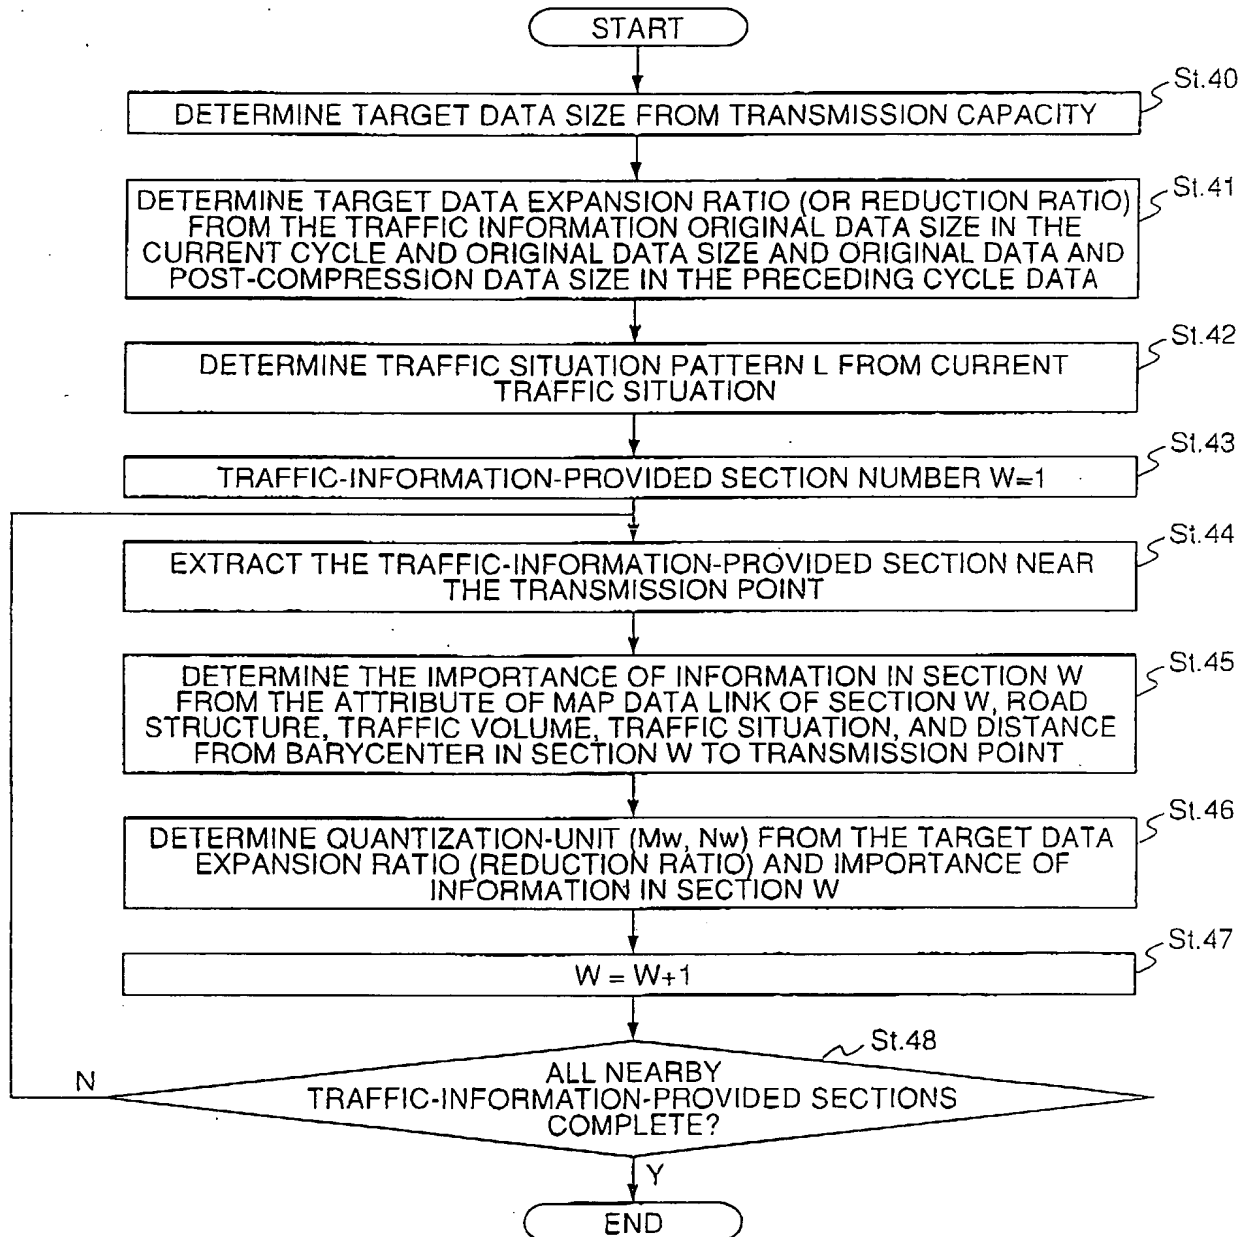 START
St.40
DETERMINE TARGET DATA SIZE FROM TRANSMISSION CAPACITY
St.41
DETERMINE TARGET DATA EXPANSION RATIO (OR REDUCTION RATIO)
FROM THE TRAFFIC INFORMATION ORIGINAL DATA SIZE IN THE
CURRENT CYCLE AND ORIGINAL DATA SIZE AND ORIGINAL DATA AND
POST-COMPRESSION DATA SIZE IN THE PRECEDING CYCLE DATA
St.42
DETERMINE TRAFFIC SITUATION PATTERN L FROM CURRENT
TRAFFIC SITUATION
St.43
TRAFFIC-INFORMATION-PROVIDED SECTION NUMBER W=1
St.44
EXTRACT THE TRAFFIC-INFORMATION-PROVIDED SECTION NEAR
THE TRANSMISSION POINT
St.45
DETERMINE THE IMPORTANCE OF INFORMATION IN SECTION W
FROM THE ATTRIBUTE OF MAP DATA LINK OF SECTION W, ROAD
STRUCTURE, TRAFFIC VOLUME, TRAFFIC SITUATION, AND DISTANCE
FROM BARYCENTER IN SECTION W TO TRANSMISSION POINT
St.46
DETERMINE QUANTIZATION-UNIT (Mw, Nw) FROM THE TARGET DATA
EXPANSION RATIO (REDUCTION RATIO) AND IMPORTANCE OF
INFORMATION IN SECTION W
St.47
W = W+1
St.48
ALL NEARBY
TRAFFIC-INFORMATION-PROVIDED SECTIONS
COMPLETE?
N
Y
END